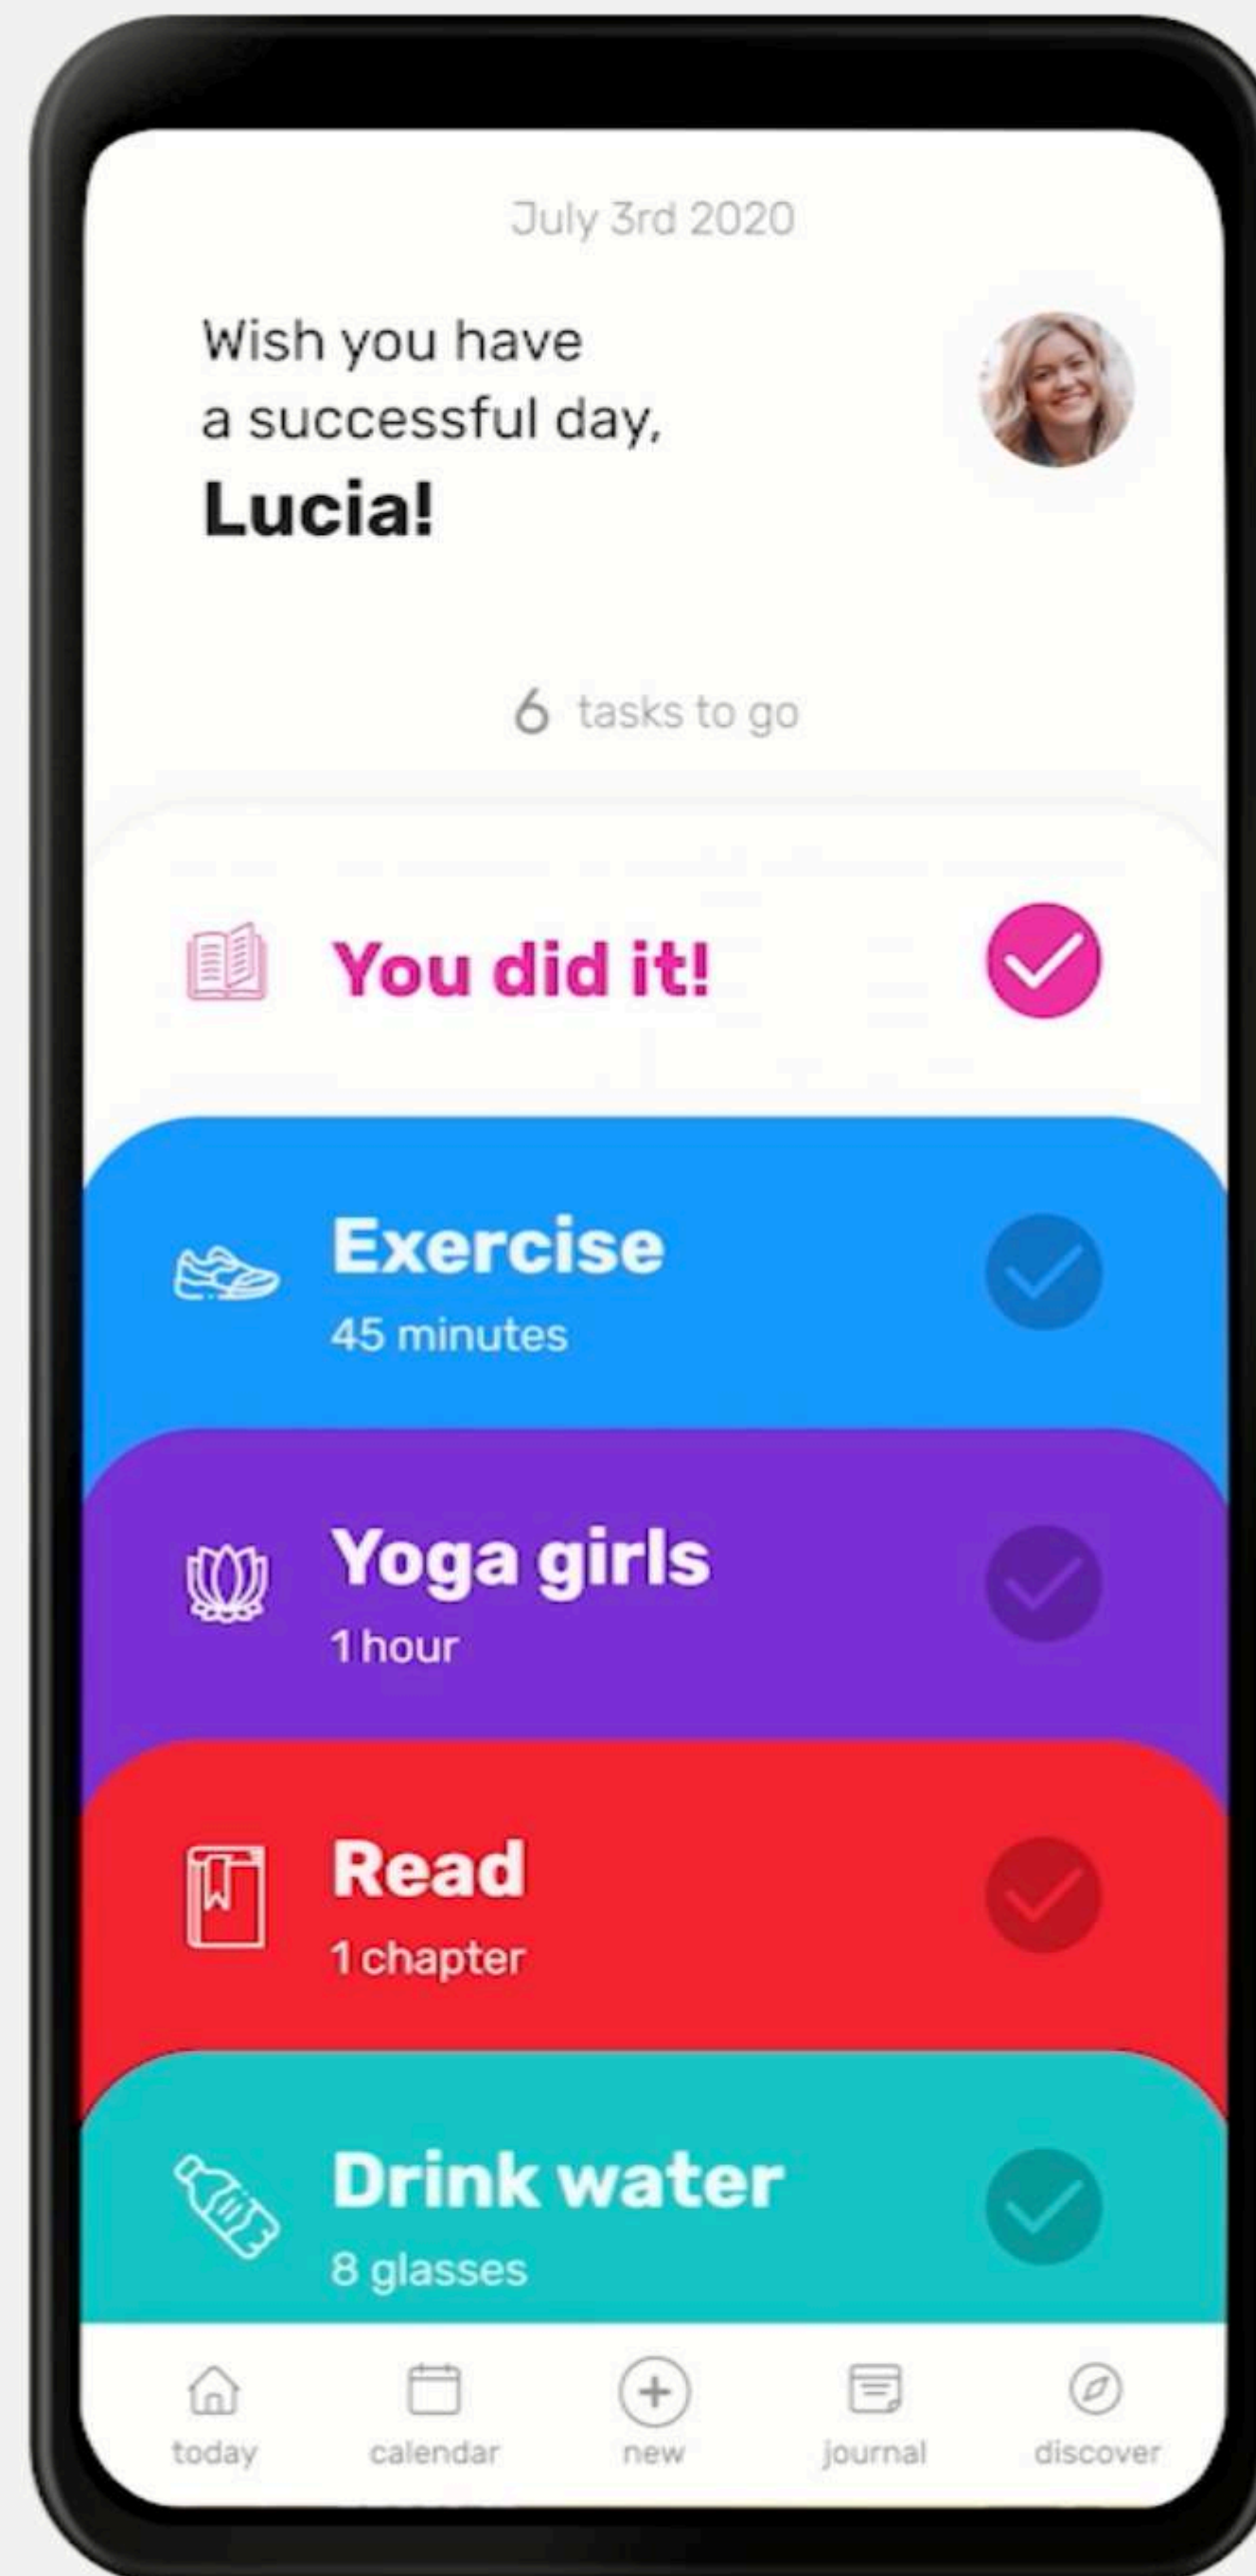 July 3rd 2020
Wish you have
a successful day,
Lucia!
6 tasks to go
You did it!
Exercise
45 minutes
Yoga girls
1 hour
Read
1 chapter
Drink water
8 glasses
today calendar new journal discover